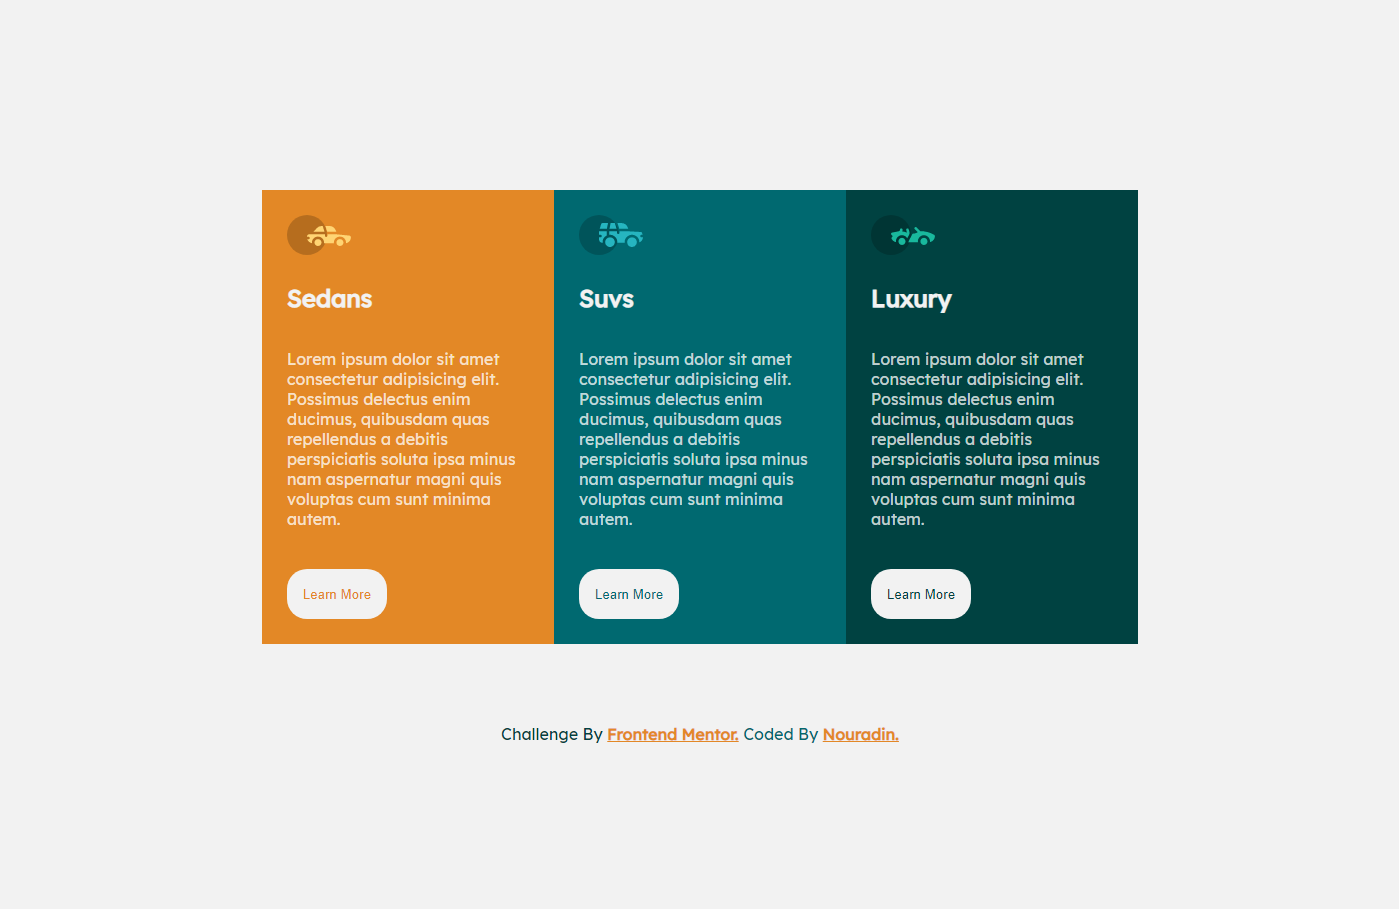 Sedans
Lorem ipsum dolor sit amet
consectetur adipisicing elit.
Possimus delectus enim
ducimus, quibusdam quas
repellendus a debitis
perspiciatis soluta ipsa minus
nam aspernatur magni quis
voluptas cum sunt minima
autem.
Learn More
Suvs
Lorem ipsum dolor sit amet
consectetur adipisicing elit.
Possimus delectus enim
ducimus, quibusdam quas
repellendus a debitis
perspiciatis soluta ipsa minus
nam aspernatur magni quis
voluptas cum sunt minima
autem.
Learn More
Luxury
Lorem ipsum dolor sit amet
consectetur adipisicing elit.
Possimus delectus enim
ducimus, quibusdam quas
repellendus a debitis
perspiciatis soluta ipsa minus
nam aspernatur magni quis
voluptas cum sunt minima
autem.
Learn More
Challenge By Frontend Mentor. Coded By Nouradin.